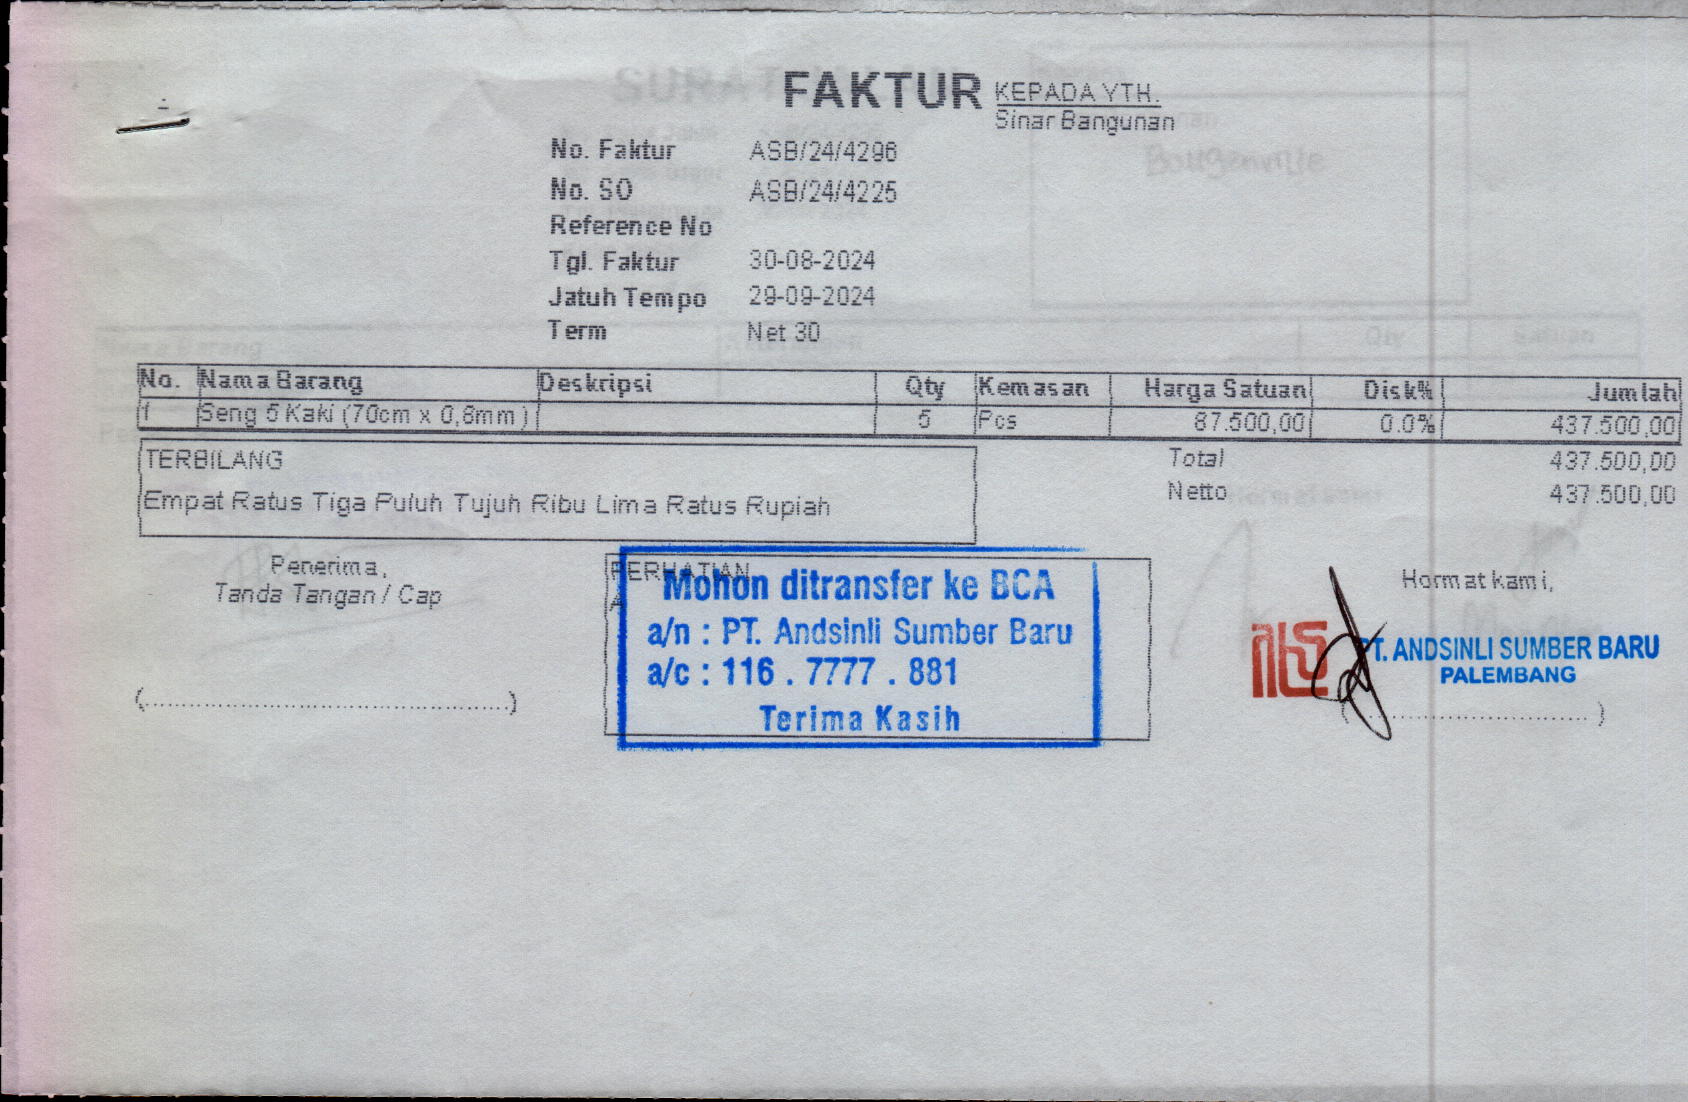 FAKTUR
KEPADA YTH.
Sinar Bangunan
No. Faktur ASB/24/4296
No. SO ASB/24/4225
Reference No
Tgl. Faktur 30-08-2024
Jatuh Tempo 29-09-2024
Term Net 30
No. Nama Barang Deskripsi Qty Kemasan Harga Satuan Disk% Jumlah
1 Seng 5 Kaki (70cm x 0,6mm) 5 Pcs 87.500,00 0.0% 437.500,00
TERBILANG
Empat Ratus Tiga Puluh Tujuh Ribu Lima Ratus Rupiah
Total 437.500,00
Netto 437.500,00
Penerima,
Tanda Tangan / Cap
(..............................................)
PERHATIAN
A
Mohon ditransfer ke BCA
a/n : PT. Andsinli Sumber Baru
a/c : 116 . 7777 . 881
Terima Kasih
Hormat kami,
PT. ANDSINLI SUMBER BARU
PALEMBANG
(..............................)